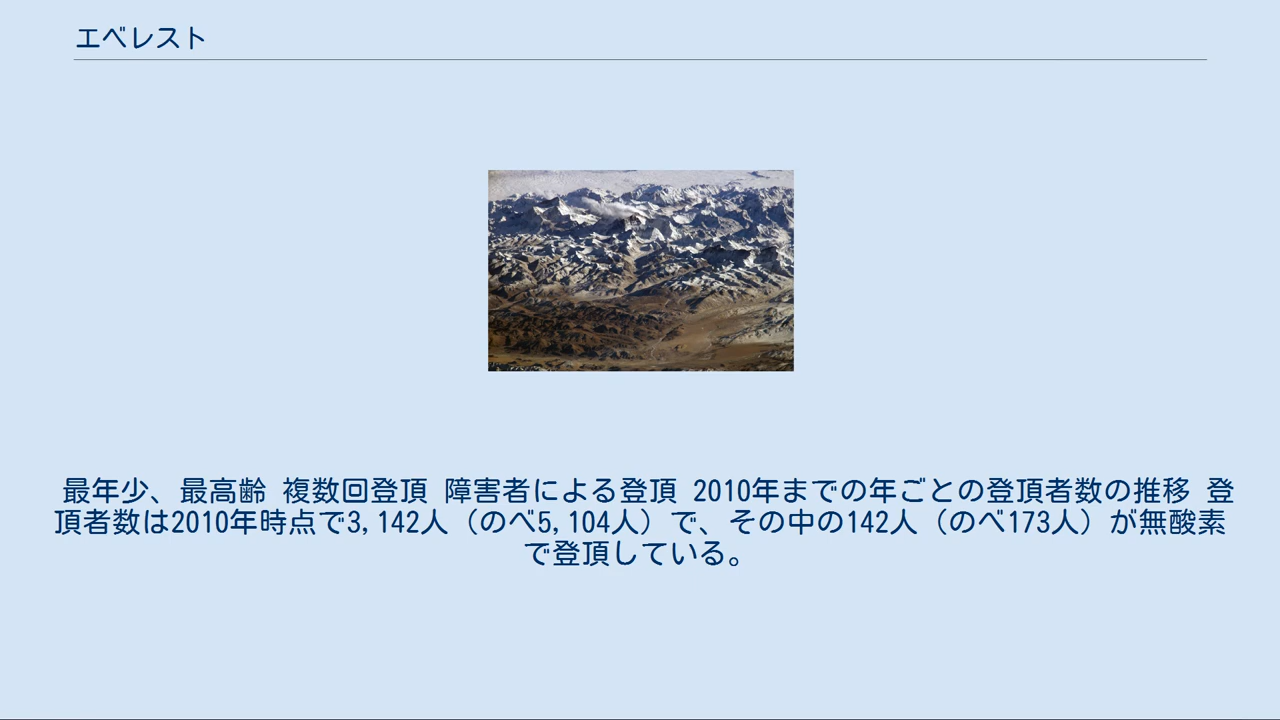 エベレスト
最年少、最高齢 複数回登頂 障害者による登頂 2010年までの年ごとの登頂者数の推移 登
頂者数は2010年時点で3,142人（のべ5,104人）で、その中の142人（のべ173人）が無酸素
で登頂している。